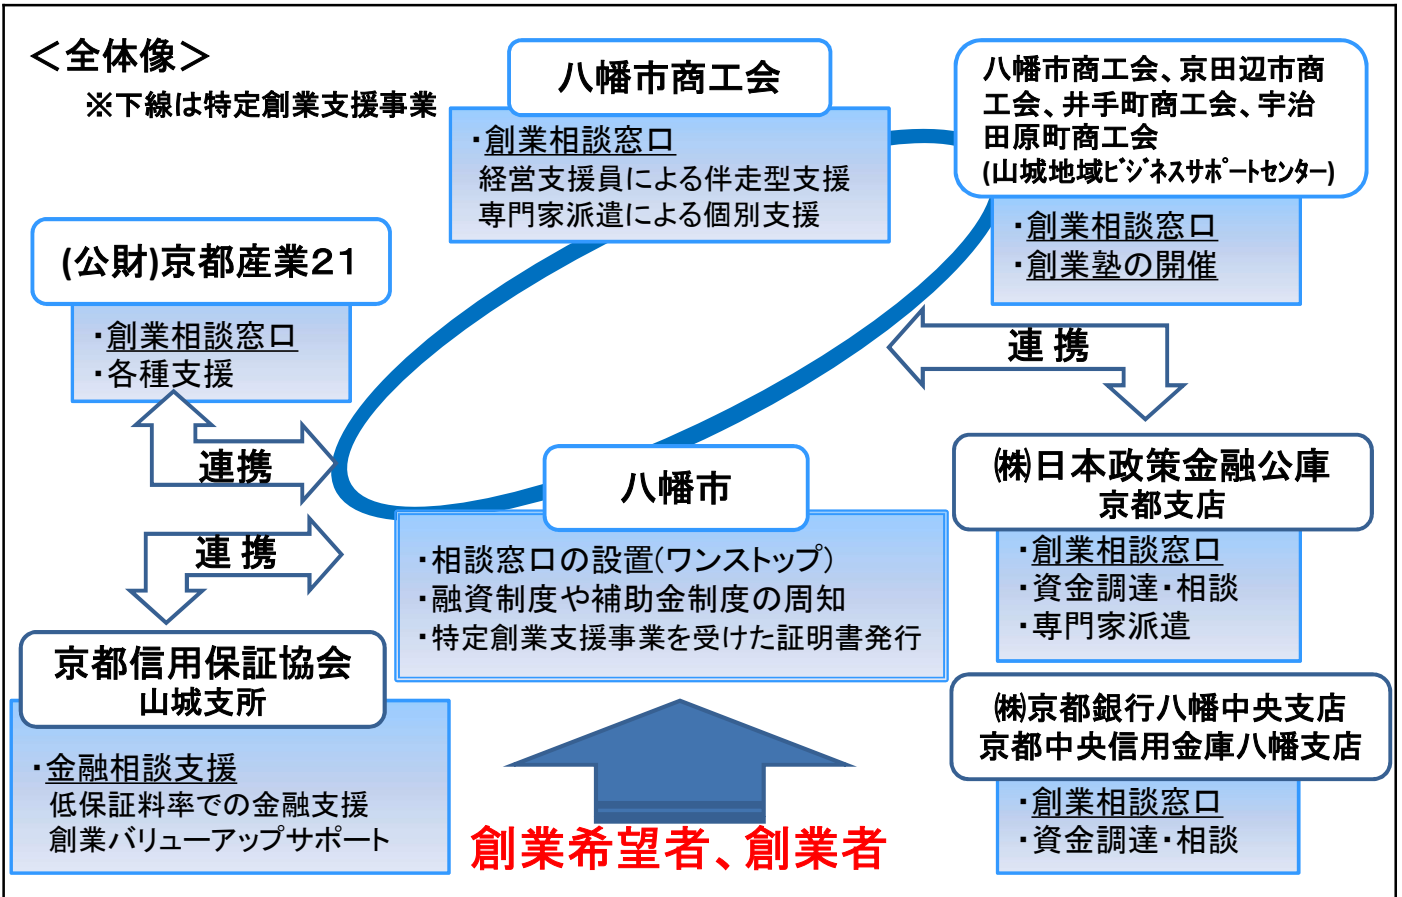 ＜全体像＞
※下線は特定創業支援事業
八幡市商工会
・創業相談窓口
経営支援員による伴走型支援
専門家派遣による個別支援
八幡市商工会、京田辺市商
工会、井手町商工会、宇治
田原町商工会
(山城地域ﾋﾞｼﾞﾈｽｻﾎﾟｰﾄｾﾝﾀｰ)
・創業相談窓口
・創業塾の開催
(公財)京都産業２１
・創業相談窓口
・各種支援
連携
連 携
連 携
八幡市
・相談窓口の設置(ワンストップ)
・融資制度や補助金制度の周知
・特定創業支援事業を受けた証明書発行
㈱日本政策金融公庫
京都支店
・創業相談窓口
・資金調達・相談
・専門家派遣
京都信用保証協会
山城支所
・金融相談支援
低保証料率での金融支援
創業バリューアップサポート
㈱京都銀行八幡中央支店
京都中央信用金庫八幡支店
・創業相談窓口
・資金調達・相談
創業希望者、創業者